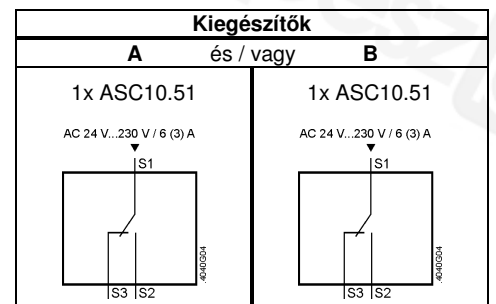 Kiegészítők
A és / vagy B
1x ASC10.51 1x ASC10.51
AC 24 V...230 V / 6 (3) A AC 24 V...230 V / 6 (3) A
S1 S1
4040G04 4040G04
S3 S2 S3 S2